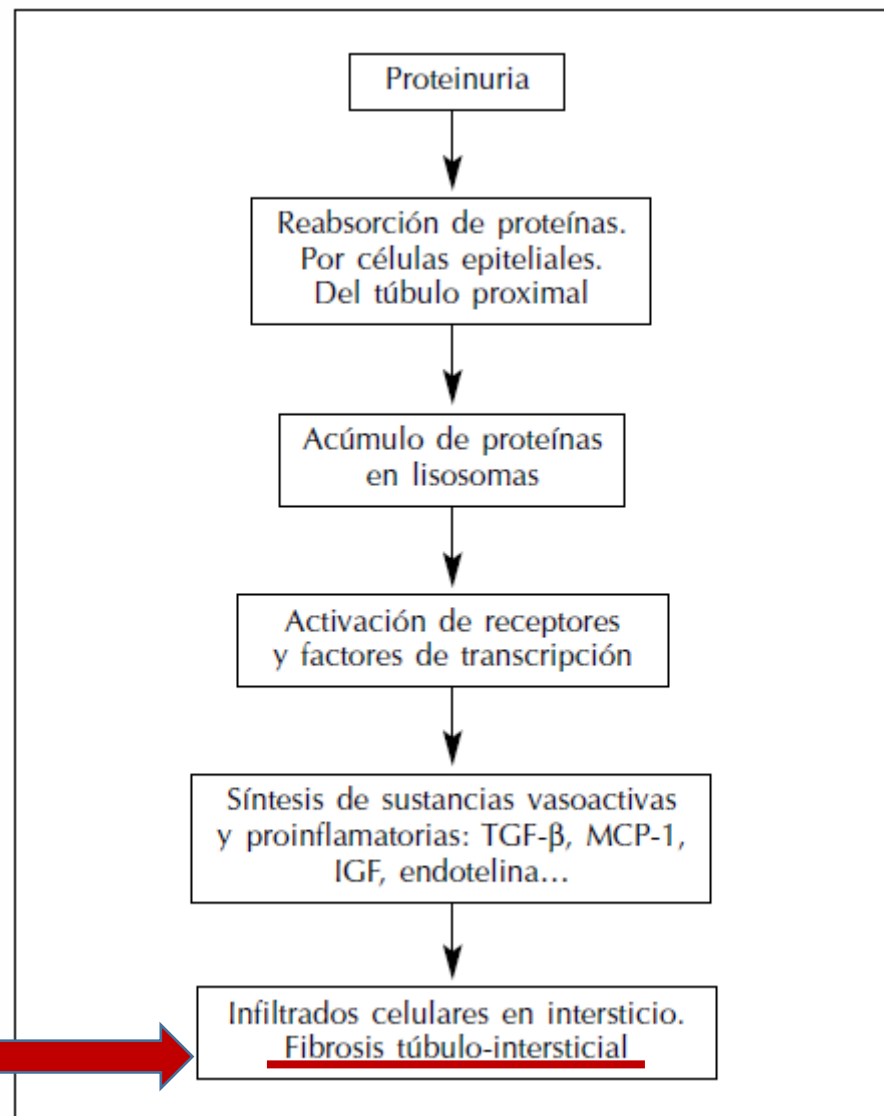 Proteinuria
Reabsorción de proteínas.
Por células epiteliales.
Del túbulo proximal
Acúmulo de proteínas
en lisosomas
Activación de receptores
y factores de transcripción
Síntesis de sustancias vasoactivas
y proinflamatorias: TGF-β, MCP-1,
IGF, endotelina...
Infiltrados celulares en intersticio.
Fibrosis túbulo-intersticial